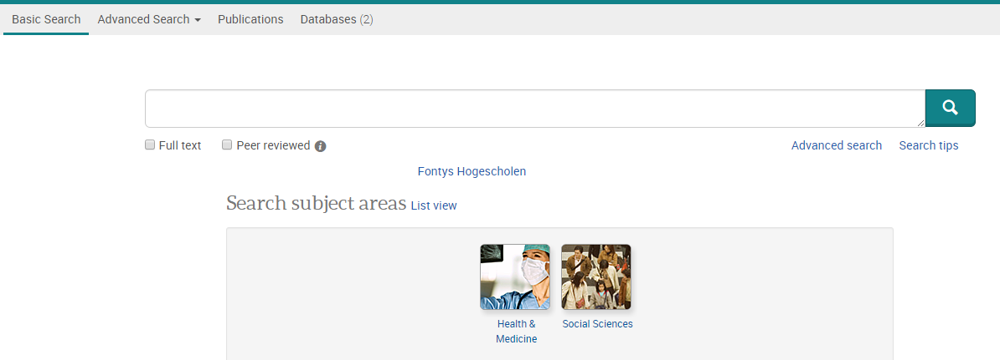 Basic Search Advanced Search Publications Databases (2)
Full text Peer reviewed i Advanced search Search tips
Fontys Hogescholen
Search subject areas List view
Health &
Medicine
Social Sciences